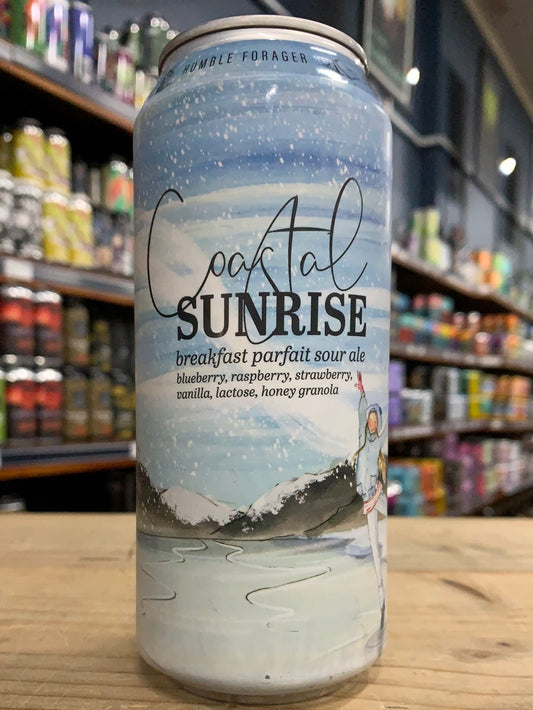 HUMBLE FORAGER
Coastal
SUNRISE
breakfast parfait sour ale
blueberry, raspberry, strawberry,
vanilla, lactose, honey granola